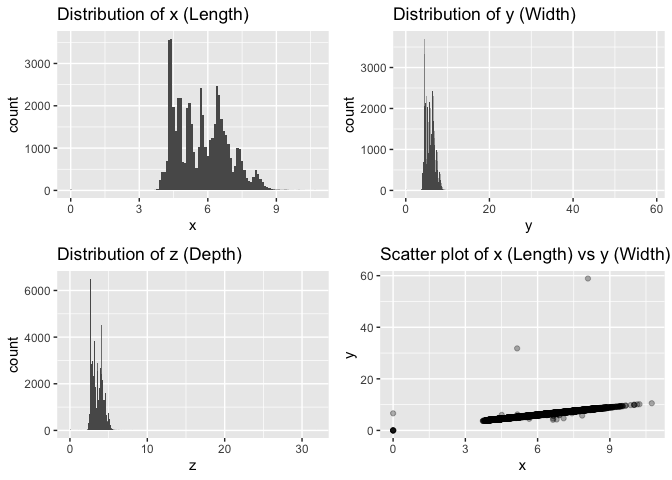 Distribution of x (Length)
count
3000
2000
1000
0
0
3
6
9
x
Distribution of y (Width)
count
3000
2000
1000
0
0
20
40
60
y
Distribution of z (Depth)
count
6000
4000
2000
0
0
10
20
30
z
Scatter plot of x (Length) vs y (Width)
y
60
40
20
0
0
3
6
9
x